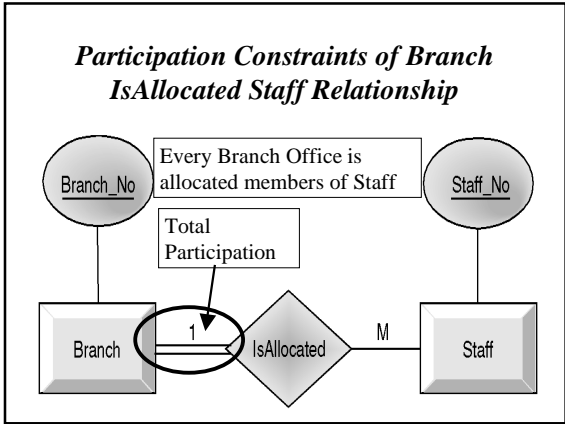 Participation Constraints of Branch
IsAllocated Staff Relationship
Every Branch Office is
allocated members of Staff
Branch_No
Staff_No
Total
Participation
1
M
Branch
IsAllocated
Staff